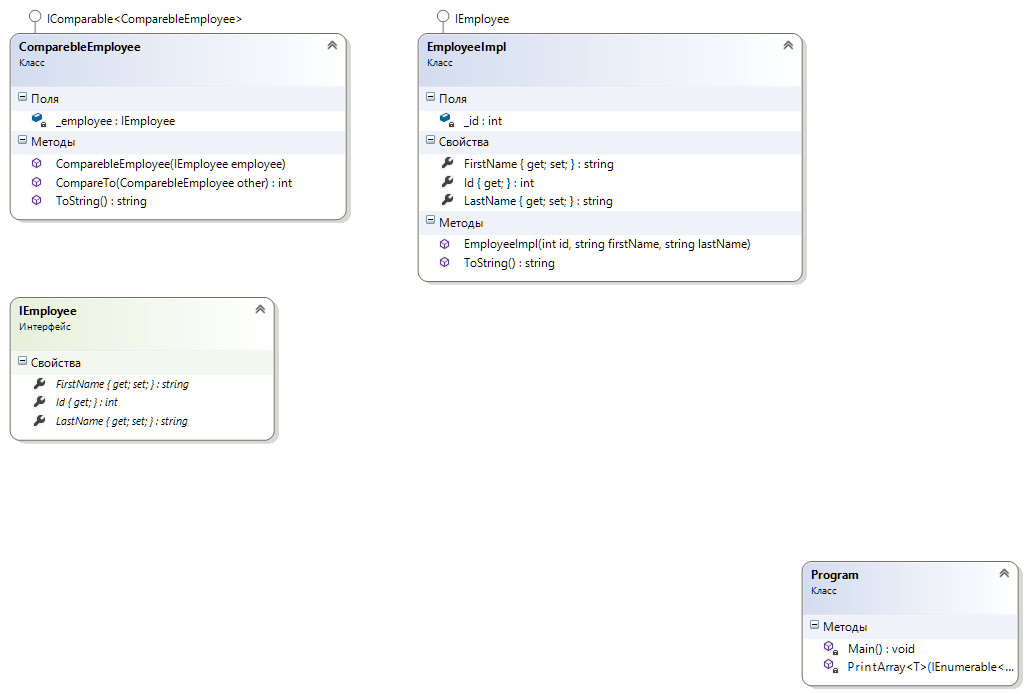 IComparable<ComparebleEmployee>
ComparebleEmployee
Класс
Поля
_employee : IEmployee
Методы
ComparebleEmployee(IEmployee employee)
CompareTo(ComparebleEmployee other) : int
ToString() : string
IEmployee
EmployeeImpl
Класс
Поля
_id : int
Свойства
FirstName { get; set; } : string
Id { get; } : int
LastName { get; set; } : string
Методы
EmployeeImpl(int id, string firstName, string lastName)
ToString() : string
IEmployee
Интерфейс
Свойства
FirstName { get; set; } : string
Id { get; } : int
LastName { get; set; } : string
Program
Класс
Методы
Main() : void
PrintArray<T>(IEnumerable<...